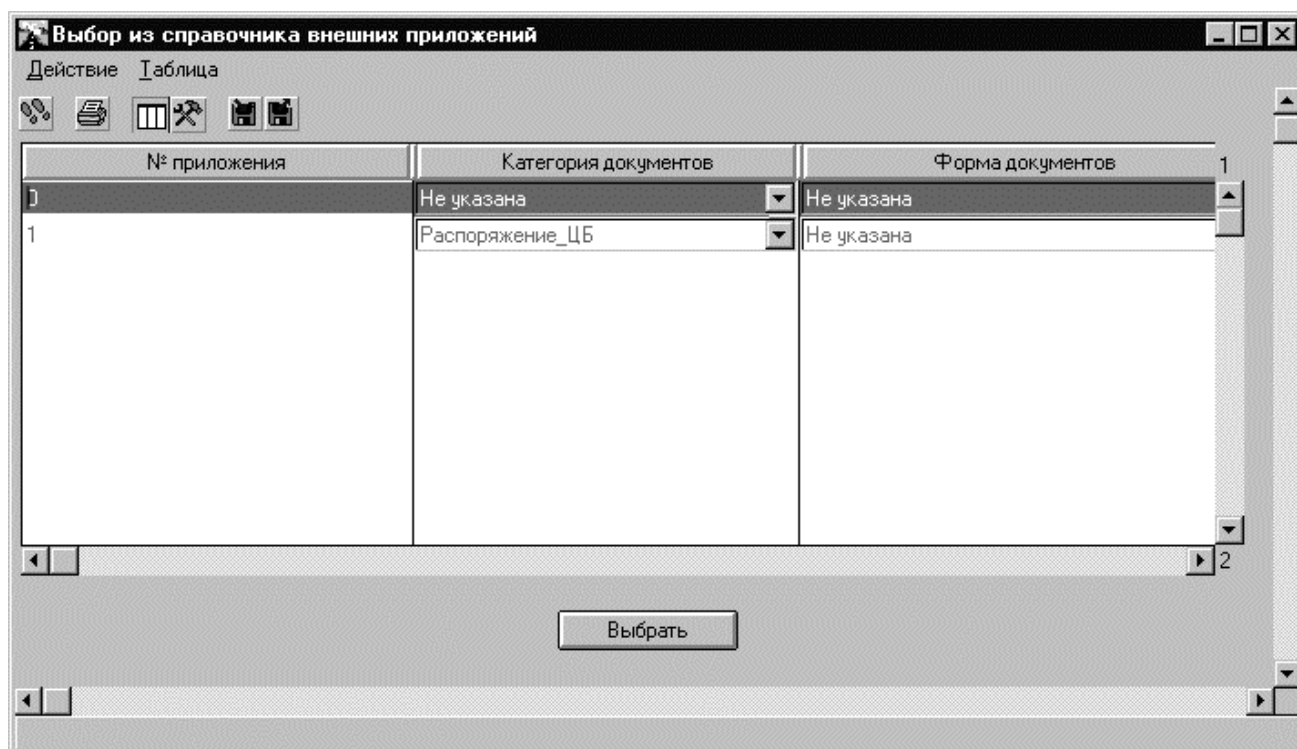 Выбор из справочника внешних приложений
Действие Таблица
№ приложения Категория документов Форма документов 1
0 Не указана Не указана
1 Распоряжение_ЦБ Не указана
2
Выбрать